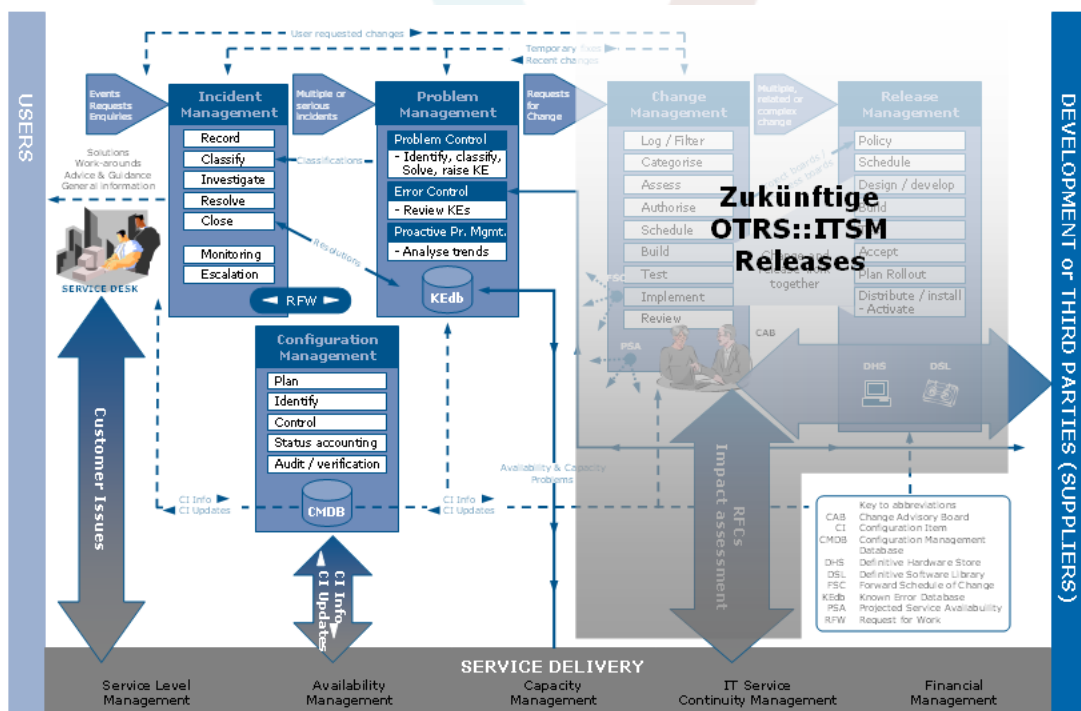 USERS
User requested changes
Temporary fixes
Recent changes
Events
Requests
Enquiries
Incident
Management
Record
Classify
Investigate
Resolve
Close
Monitoring
Escalation
Multiple or
serious
incidents
Problem
Management
Problem Control
- Identify, classify,
Solve, raise KE
Error Control
- Review KEs
Proactive Pr. Mgmt.
- Analyse trends
KEdb
Requests
for
Change
Change
Management
Log / Filter
Categorise
Assess
Authorise
Schedule
Build
Test
Implement
Review
Multiple,
related or
complex
change
Release
Management
Policy
Schedule
Design / develop
Build
Accept
Plan Rollout
Distribute / install
- Activate
Zukünftige
OTRS::ITSM
Releases
Change and
release work
together
Solutions
Work-arounds
Advice & Guidance
General information
SERVICE DESK
Classifications
Resolutions
RFW
FSC
PSA
CAB
DHS
DSL
Configuration
Management
Plan
Identify
Control
Status accounting
Audit / verification
CMDB
CI Info
CI Updates
CI Info
CI Updates
CI Info
CI Updates
Availability & Capacity
Problems
Customer Issues
RFCs
Impact assessment
Key to abbreviations
CAB Change Advisory Board
CI Configuration Item
CMDB Configuration Management
Database
DHS Definitive Hardware Store
DSL Definitive Software Library
FSC Forward Schedule of Change
KEdb Known Error Database
PSA Projected Service Availabuility
RFW Request for Work
DEVELOPMENT or THIRD PARTIES (SUPPLIERS)
SERVICE DELIVERY
Service Level
Management
Availability
Management
Capacity
Management
IT Service
Continuity Management
Financial
Management